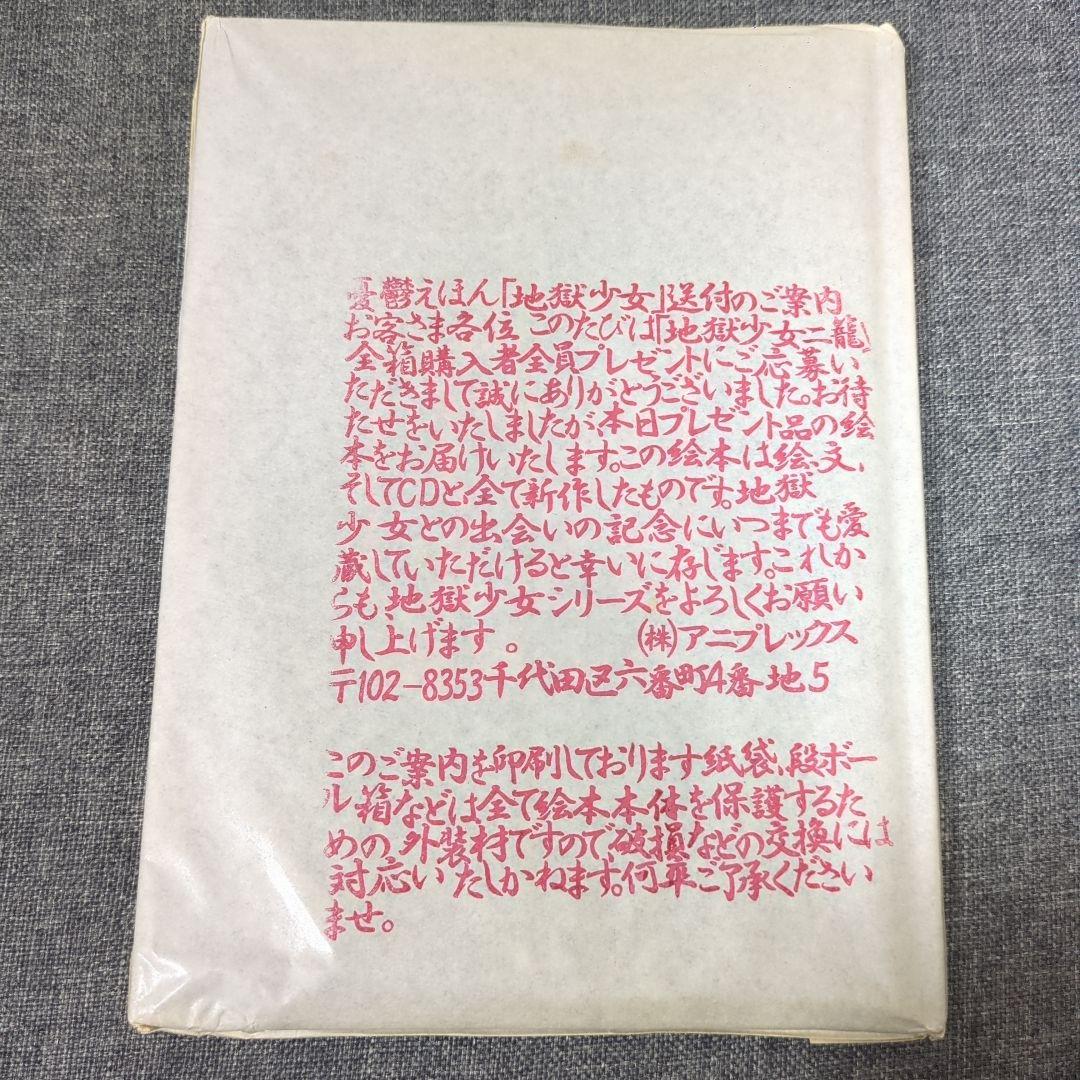 憂鬱えほん「地獄少女」送付のご案内
お客さま各位 このたびは「地獄少女二籠」
全箱購入者全員プレゼントにご応募い
ただきまして誠にありがとうございました。お待
たせをいたしましたが、本日プレゼント品の絵
本をお届けいたします。この絵本は絵、文、
そしてCDと全て新作したものです。地獄
少女との出会いの記念にいつまでも愛
蔵していただけると幸いに存じます。これか
らも、地獄少女シリーズをよろしくお願い
申し上げます。 (株)アニプレックス
〒102-8353千代田区六番町4番地5
このご案内を印刷しております紙袋、段ボー
ル箱などは全て絵本本体を保護するた
めの、外装材ですので破損などの交換には
対応いたしかねます。何卒ご了承ください
ませ。